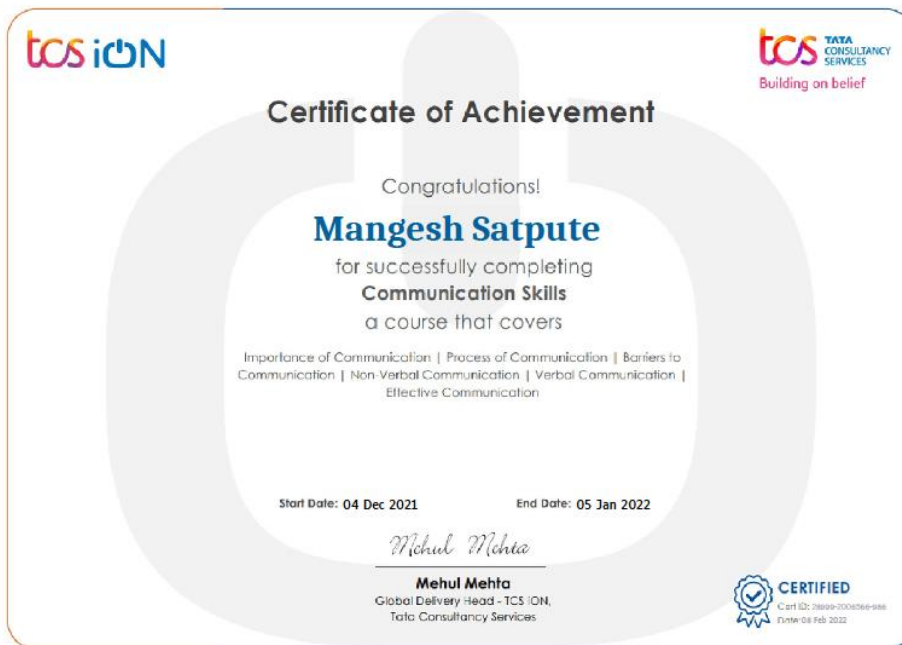 tcs iON
tcs TATA
CONSULTANCY
SERVICES
Building on belief
Certificate of Achievement
Congratulations!
Mangesh Satpute
for successfully completing
Communication Skills
a course that covers
Importance of Communication | Process of Communication | Barriers to
Communication | Non-Verbal Communication | Verbal Communication |
Effective Communication
Start Date: 04 Dec 2021 End Date: 05 Jan 2022
Mehul Mehta
Mehul Mehta
Global Delivery Head - TCS iON,
Tata Consultancy Services
CERTIFIED
Cert ID:
Date: 08 Feb 2022